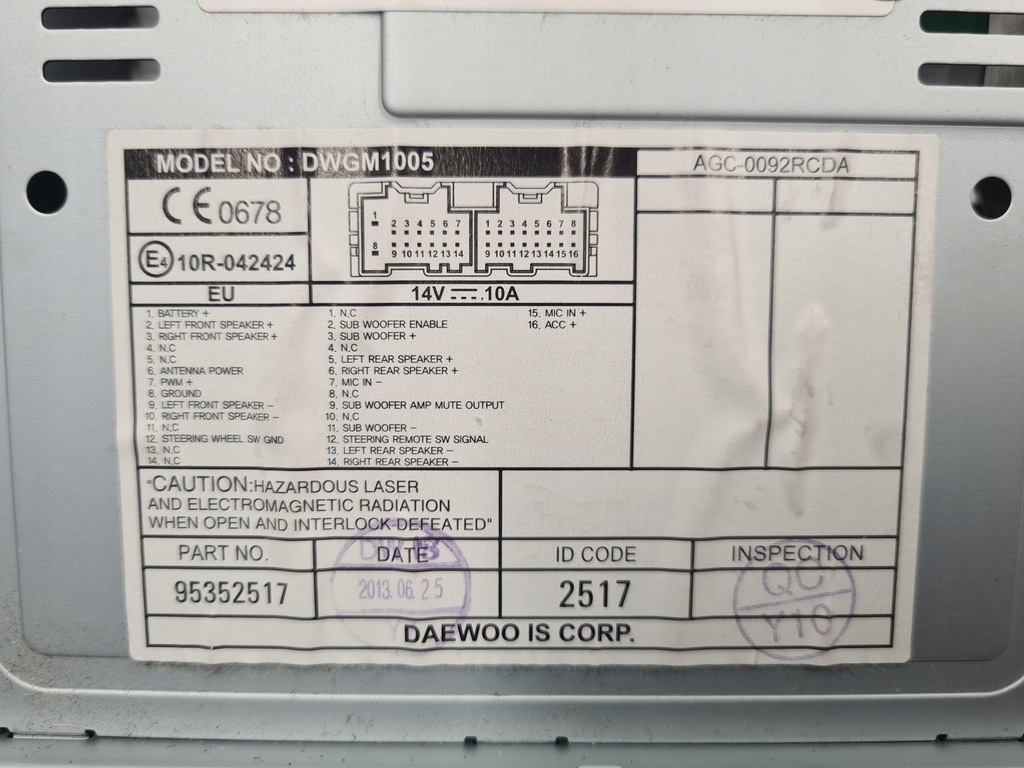 MODEL NO : DWGM1005
AGC-0092RCDA
CE 0678
E4 10R-042424
1 2 3 4 5 6 7
8 9 10 11 12 13 14
1 2 3 4 5 6 7 8
9 10 11 12 13 14 15 16
EU
14V ⎓ 10A
1. BATTERY +
2. LEFT FRONT SPEAKER +
3. RIGHT FRONT SPEAKER +
4. N.C
5. N.C
6. ANTENNA POWER
7. PWM +
8. GROUND
9. LEFT FRONT SPEAKER -
10. RIGHT FRONT SPEAKER -
11. N.C
12. STEERING WHEEL SW GND
13. N.C
14. N.C
1. N.C
2. SUB WOOFER ENABLE
3. SUB WOOFER +
4. N.C
5. LEFT REAR SPEAKER +
6. RIGHT REAR SPEAKER +
7. MIC IN -
8. N.C
9. SUB WOOFER AMP MUTE OUTPUT
10. N.C
11. SUB WOOFER -
12. STEERING REMOTE SW SIGNAL
13. LEFT REAR SPEAKER -
14. RIGHT REAR SPEAKER -
15. MIC IN +
16. ACC +
"CAUTION:HAZARDOUS LASER
AND ELECTROMAGNETIC RADIATION
WHEN OPEN AND INTERLOCK DEFEATED"
PART NO.
DATE
ID CODE
INSPECTION
95352517
2013.06.25
2517
QC
Y10
DAEWOO IS CORP.